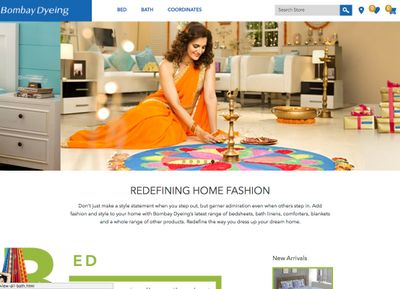 Bombay Dyeing
BED BATH COORDINATES
Search Store
REDEFINING HOME FASHION
Don't just make a style statement when you step out, but garner admiration even when others step in. Add
fashion and style to your home with Bombay Dyeing's latest range of bedsheets, bath linens, comforters, blankets
and a whole range of other products. Redefine the way you dress up your dream home.
B ED
New Arrivals